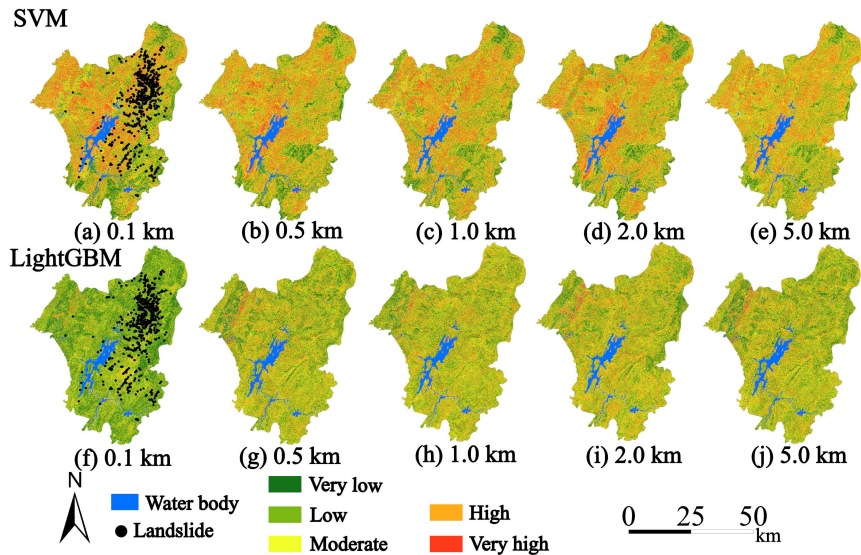 SVM
(a) 0.1 km
(b) 0.5 km
(c) 1.0 km
(d) 2.0 km
(e) 5.0 km
LightGBM
(f) 0.1 km
(g) 0.5 km
(h) 1.0 km
(i) 2.0 km
(j) 5.0 km
N
Water body
Landslide
Very low
Low
Moderate
High
Very high
0 25 50
km